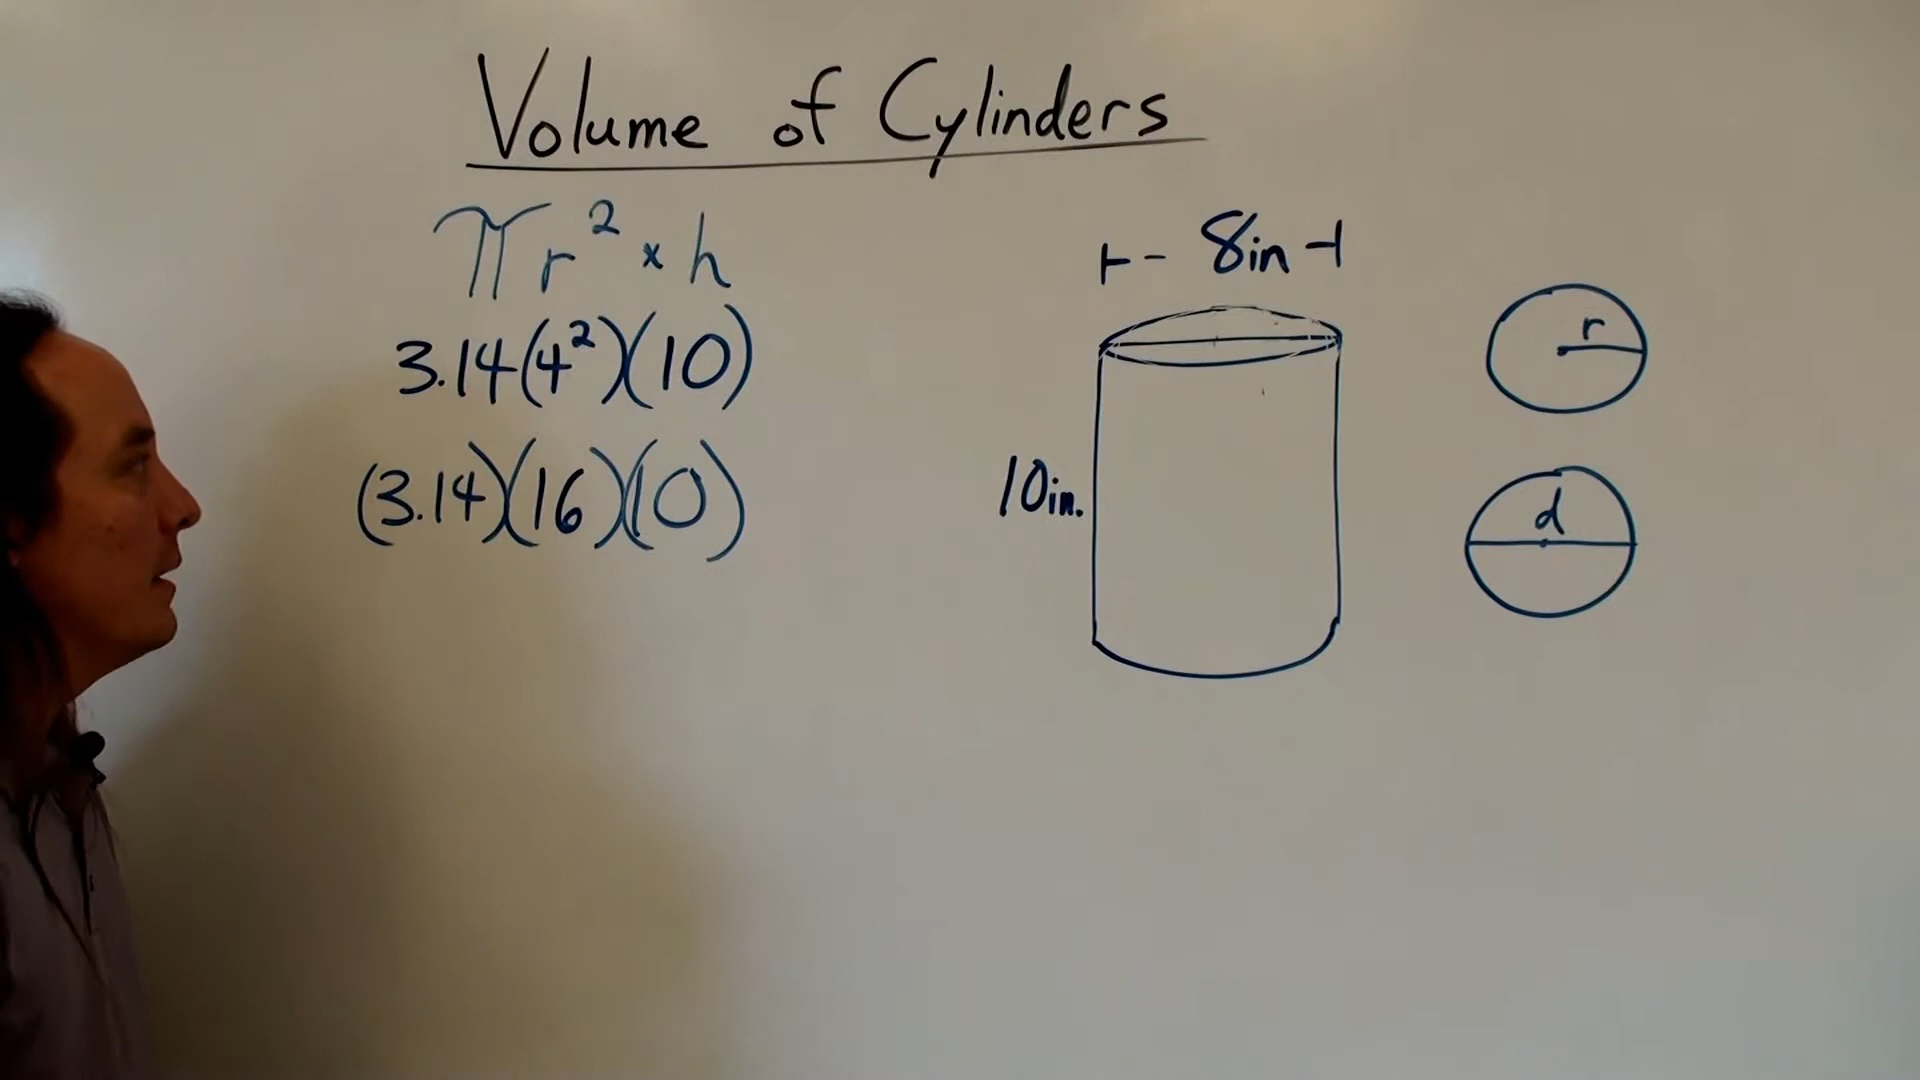 Volume of Cylinders
πr² × h
3.14(4²)(10)
(3.14)(16)(10)
8in
10in.
r
d